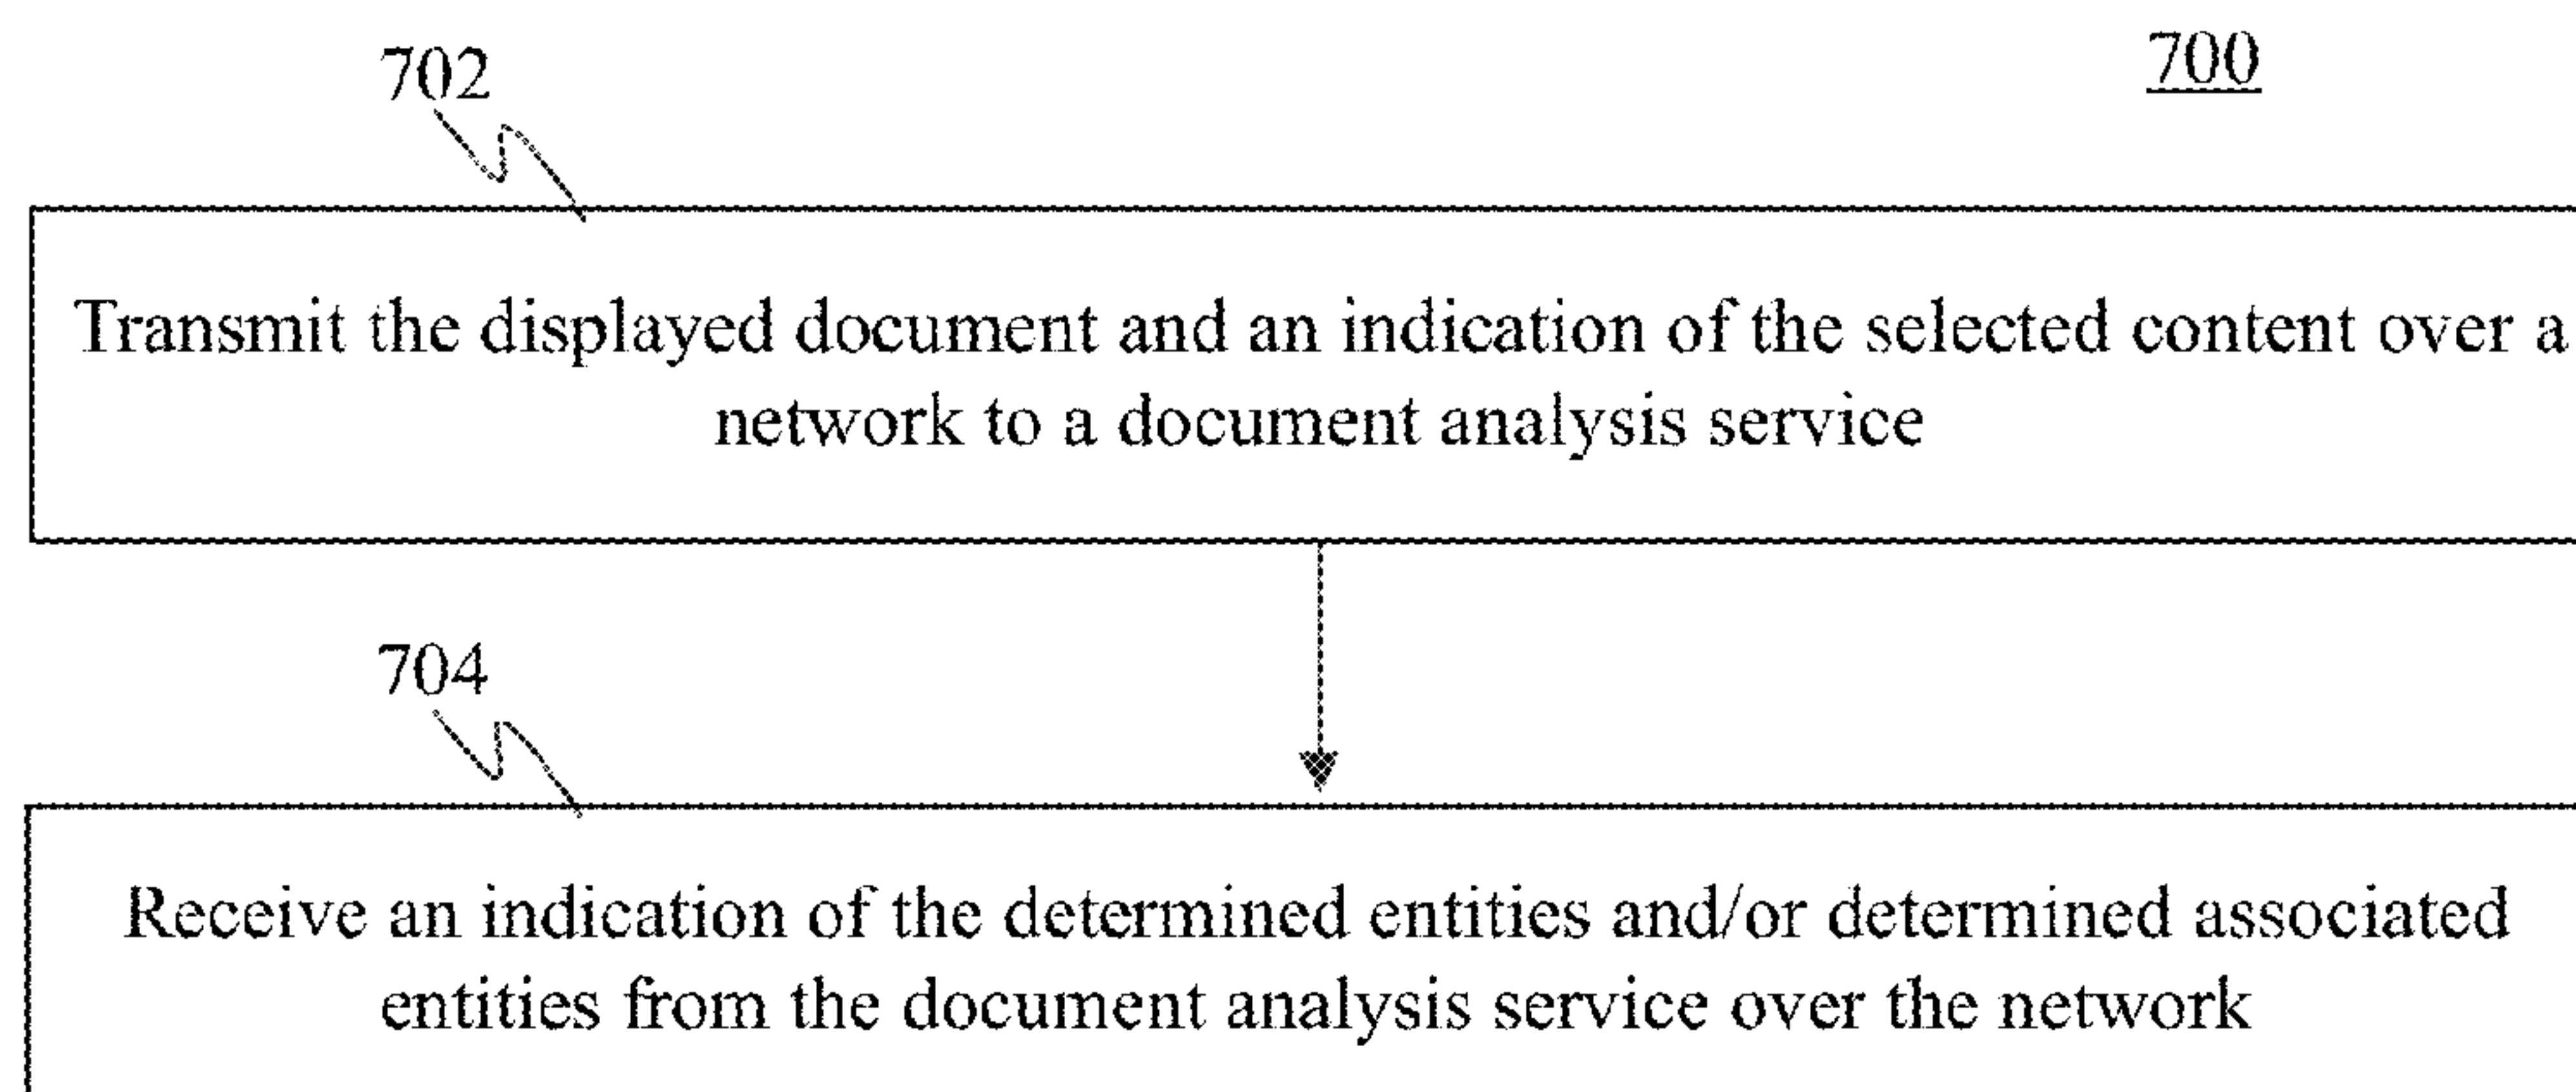 702
700
Transmit the displayed document and an indication of the selected content over a
network to a document analysis service
704
Receive an indication of the determined entities and/or determined associated
entities from the document analysis service over the network